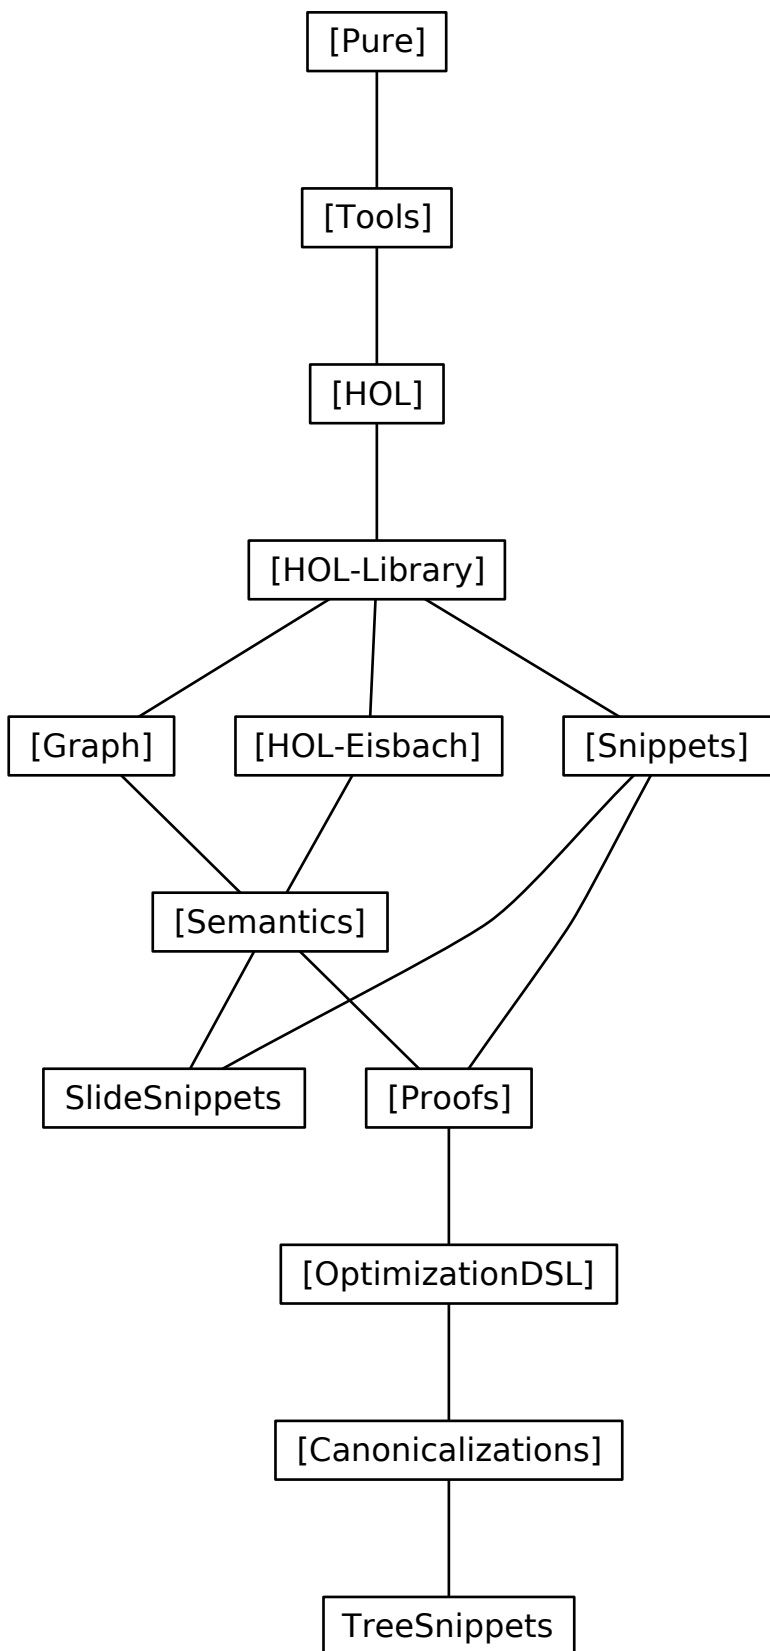 [Pure]
[Tools]
[HOL]
[HOL-Library]
[Graph]
[HOL-Eisbach]
[Snippets]
[Semantics]
SlideSnippets
[Proofs]
[OptimizationDSL]
[Canonicalizations]
TreeSnippets